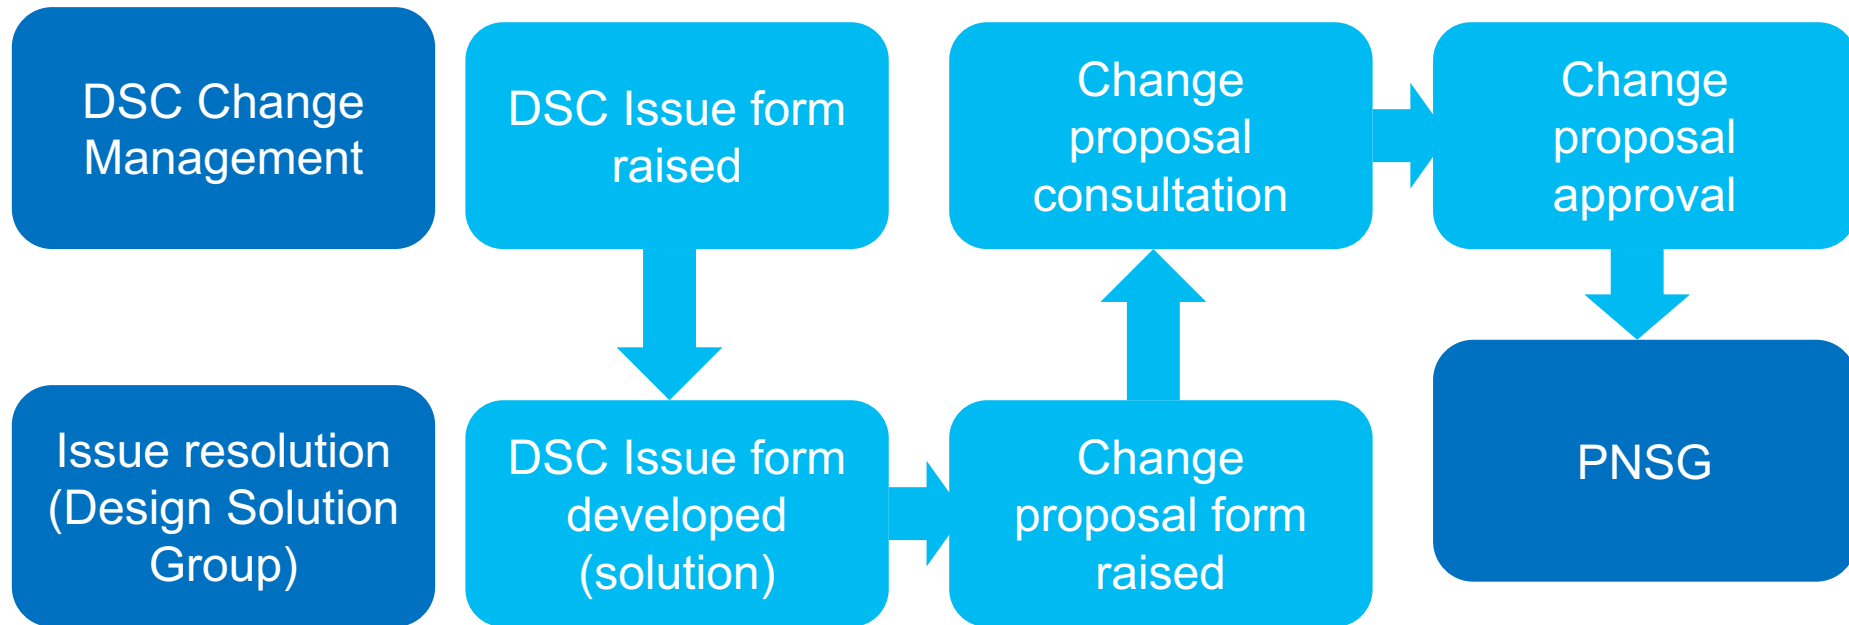 DSC Change
Management
DSC Issue form
raised
Change
proposal
consultation
Change
proposal
approval
Issue resolution
(Design Solution
Group)
DSC Issue form
developed
(solution)
Change
proposal form
raised
PNSG